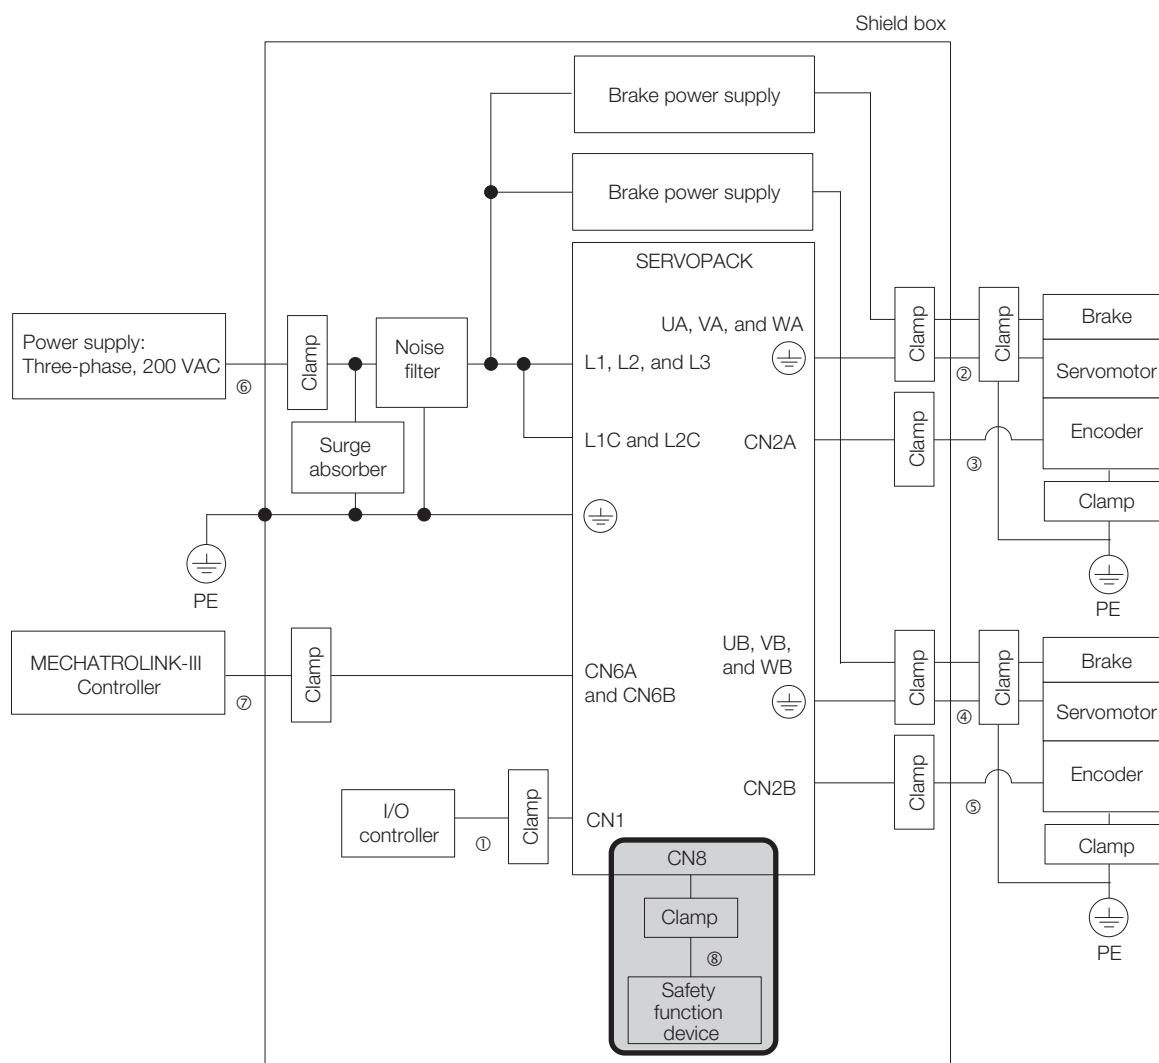 Shield box
Brake power supply
Brake power supply
SERVOPACK
Power supply:
Three-phase, 200 VAC
⑥
Clamp
Noise
filter
Surge
absorber
L1, L2, and L3
L1C and L2C
UA, VA, and WA
CN2A
Clamp
②
Clamp
Brake
Servomotor
Clamp
③
Encoder
Clamp
PE
PE
MECHATROLINK-III
Controller
⑦
Clamp
CN6A
and CN6B
UB, VB,
and WB
CN2B
Clamp
④
Clamp
Brake
Servomotor
Clamp
⑤
Encoder
Clamp
PE
I/O
controller
①
Clamp
CN1
CN8
Clamp
⑧
Safety
function
device